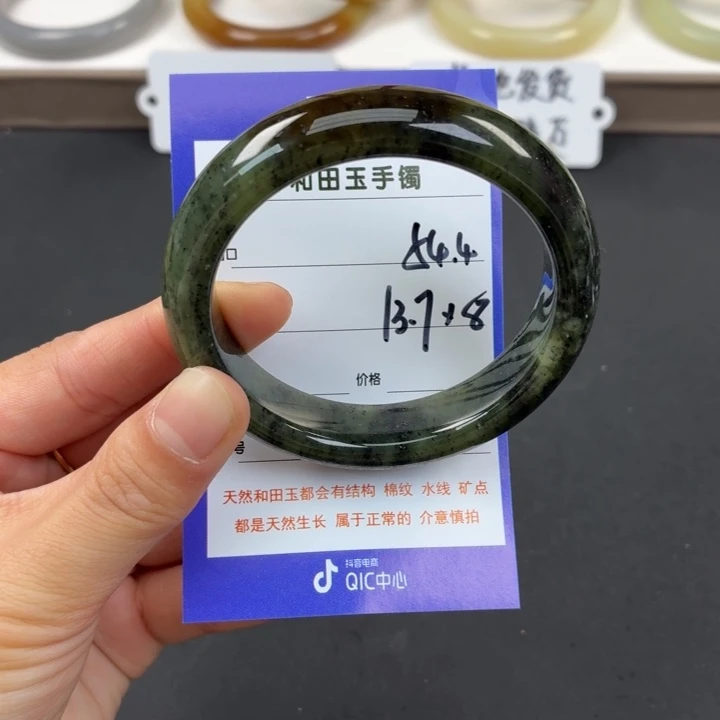 和田玉手镯
口
54.4
13.7×8
价格
号
天然和田玉都会有结构 棉纹 水线 矿点
都是天然生长 属于正常的 介意慎拍
抖音电商
QIC中心